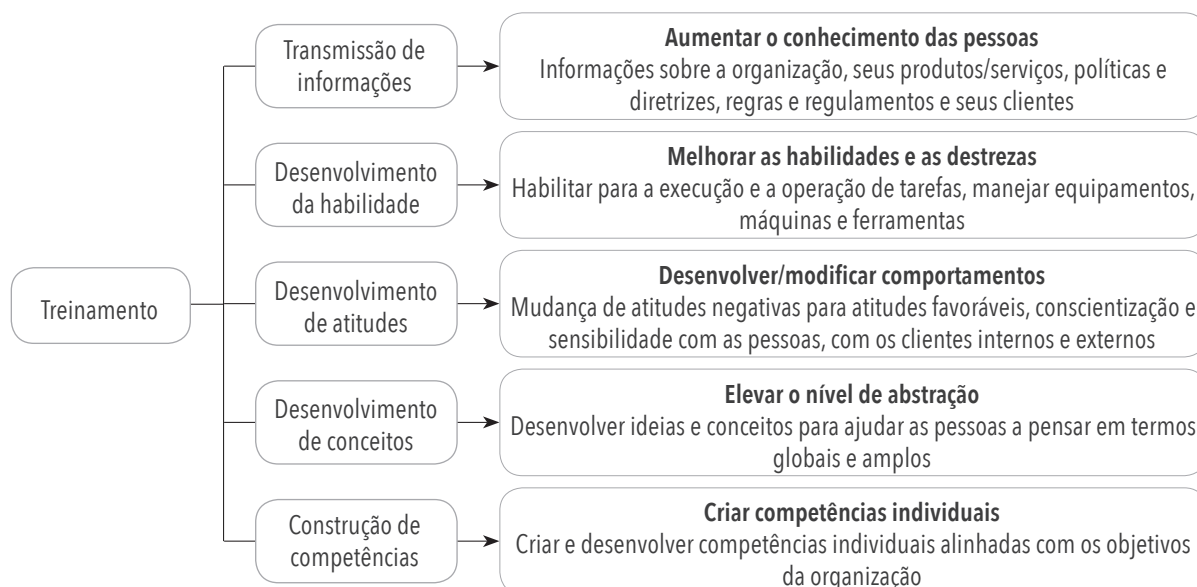 Transmissão de
informações
Aumentar o conhecimento das pessoas
Informações sobre a organização, seus produtos/serviços, políticas e
diretrizes, regras e regulamentos e seus clientes
Desenvolvimento
da habilidade
Melhorar as habilidades e as destrezas
Habilitar para a execução e a operação de tarefas, manejar equipamentos,
máquinas e ferramentas
Treinamento
Desenvolvimento
de atitudes
Desenvolver/modificar comportamentos
Mudança de atitudes negativas para atitudes favoráveis, conscientização e
sensibilidade com as pessoas, com os clientes internos e externos
Desenvolvimento
de conceitos
Elevar o nível de abstração
Desenvolver ideias e conceitos para ajudar as pessoas a pensar em termos
globais e amplos
Construção de
competências
Criar competências individuais
Criar e desenvolver competências individuais alinhadas com os objetivos
da organização